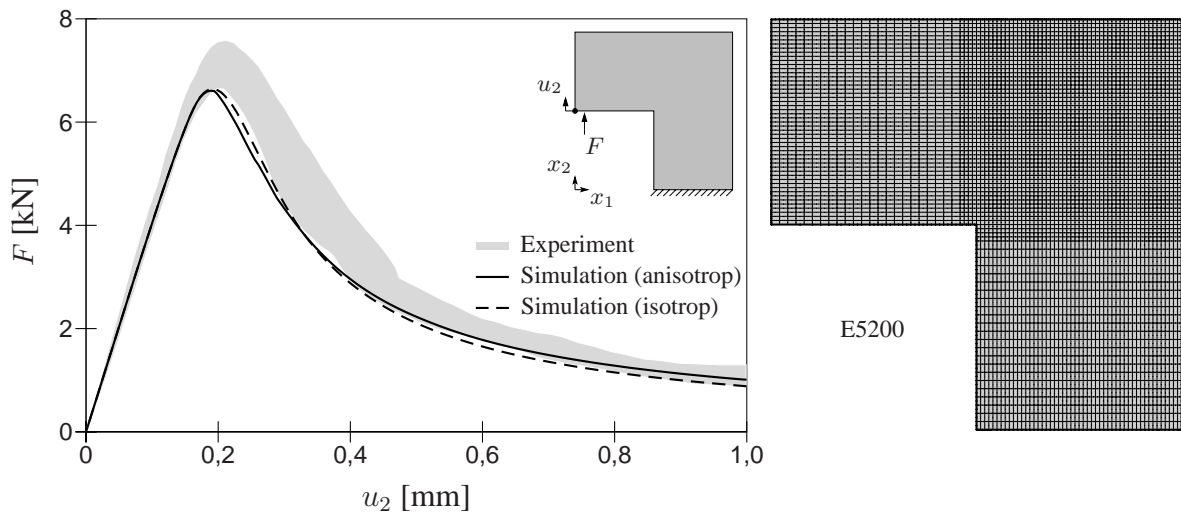 8
6
4
2
0
F [kN]
0
0,2
0,4
0,6
0,8
1,0
u₂ [mm]
u₂
F
x₂
x₁
Experiment
Simulation (anisotrop)
Simulation (isotrop)
E5200